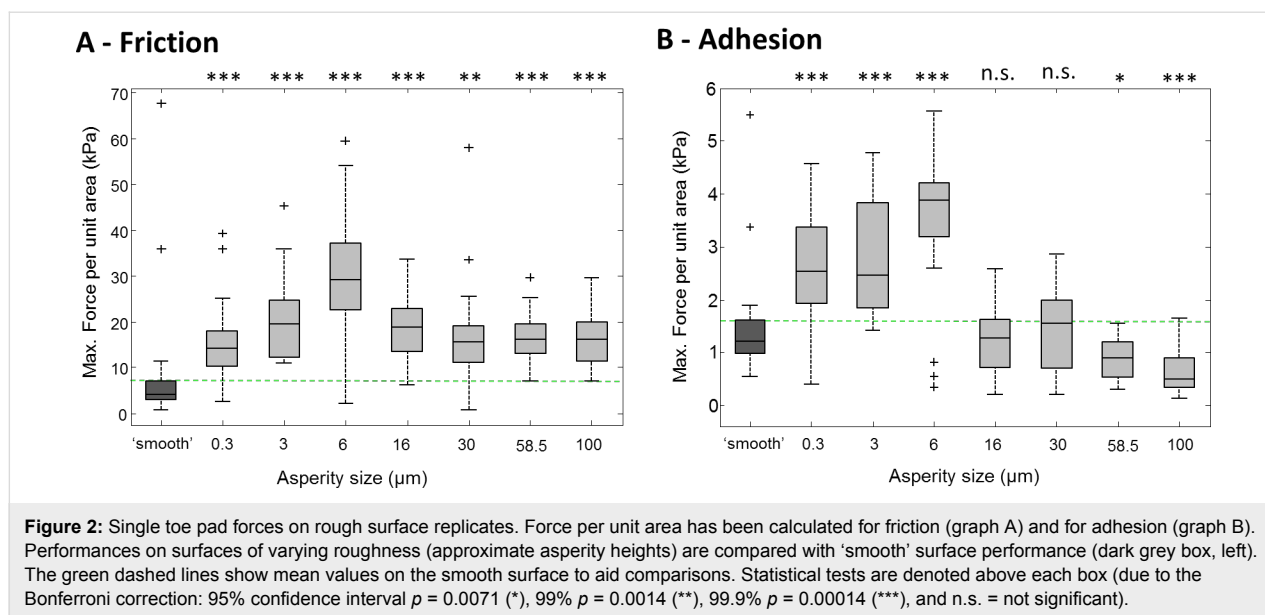 A - Friction
*** *** *** *** ** *** ***
Max. Force per unit area (kPa)
70
60
50
40
30
20
10
0
'smooth' 0.3 3 6 16 30 58.5 100
Asperity size (µm)
B - Adhesion
*** *** *** n.s. n.s. * ***
Max. Force per unit area (kPa)
6
5
4
3
2
1
0
'smooth' 0.3 3 6 16 30 58.5 100
Asperity size (µm)
Figure 2: Single toe pad forces on rough surface replicates. Force per unit area has been calculated for friction (graph A) and for adhesion (graph B).
Performances on surfaces of varying roughness (approximate asperity heights) are compared with ‘smooth’ surface performance (dark grey box, left).
The green dashed lines show mean values on the smooth surface to aid comparisons. Statistical tests are denoted above each box (due to the
Bonferroni correction: 95% confidence interval p = 0.0071 (*), 99% p = 0.0014 (**), 99.9% p = 0.00014 (***), and n.s. = not significant).